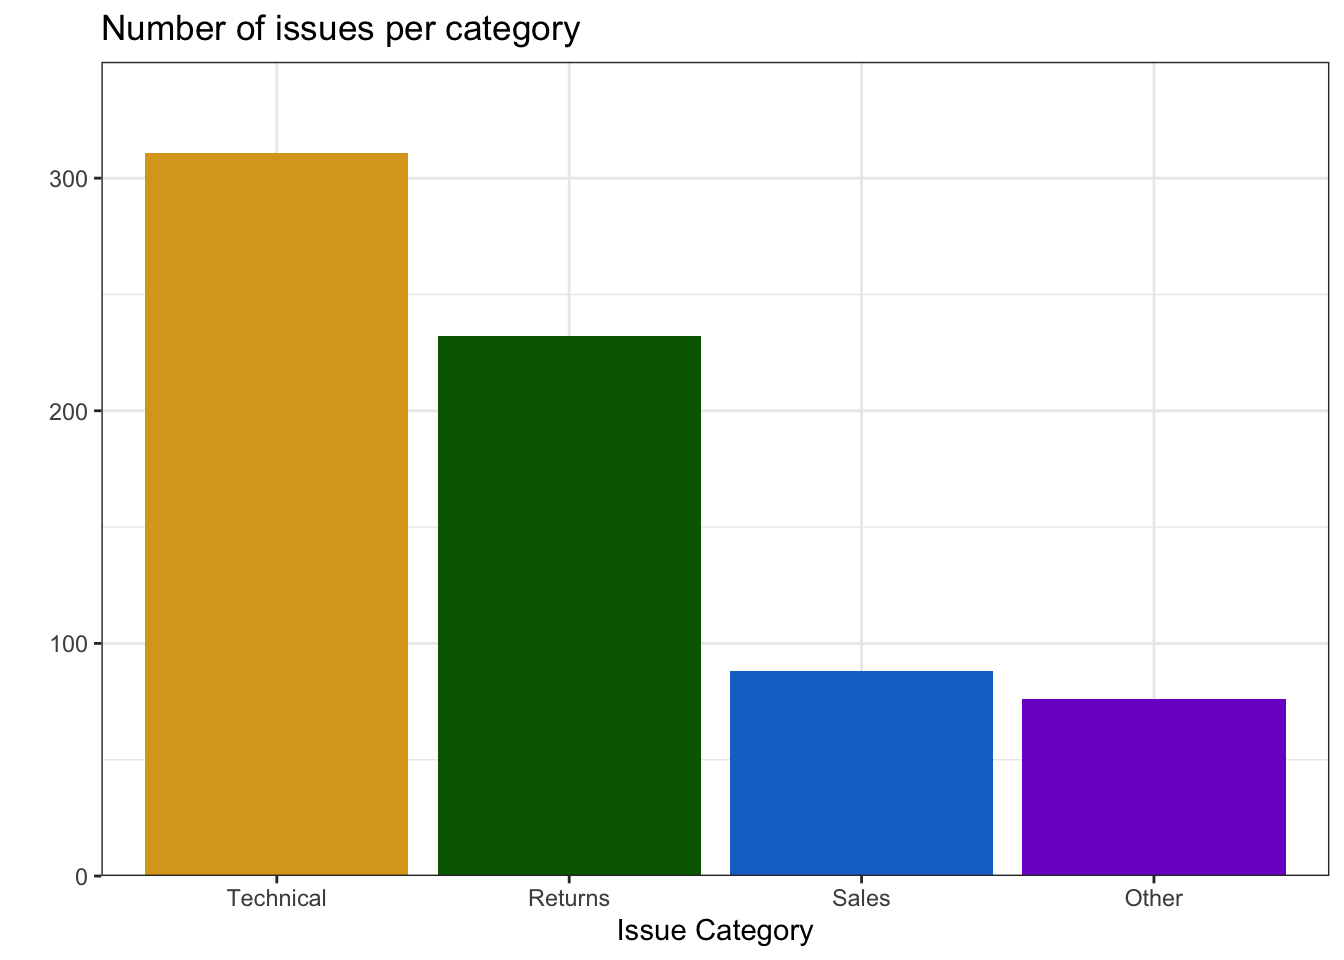 Number of issues per category
300
200
100
0
Technical Returns Sales Other
Issue Category